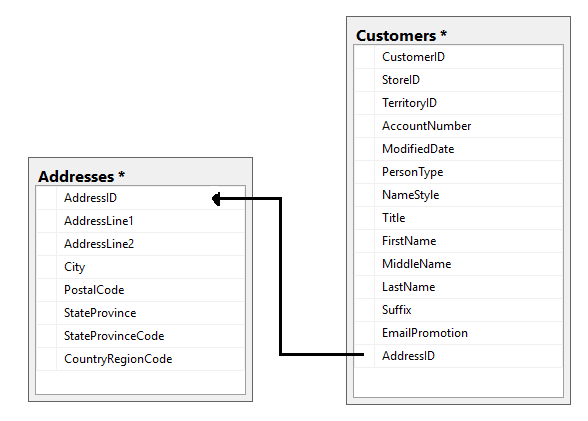 Customers *
CustomerID
StoreID
TerritoryID
AccountNumber
ModifiedDate
PersonType
NameStyle
Title
FirstName
MiddleName
LastName
Suffix
EmailPromotion
AddressID
Addresses *
AddressID
AddressLine1
AddressLine2
City
PostalCode
StateProvince
StateProvinceCode
CountryRegionCode